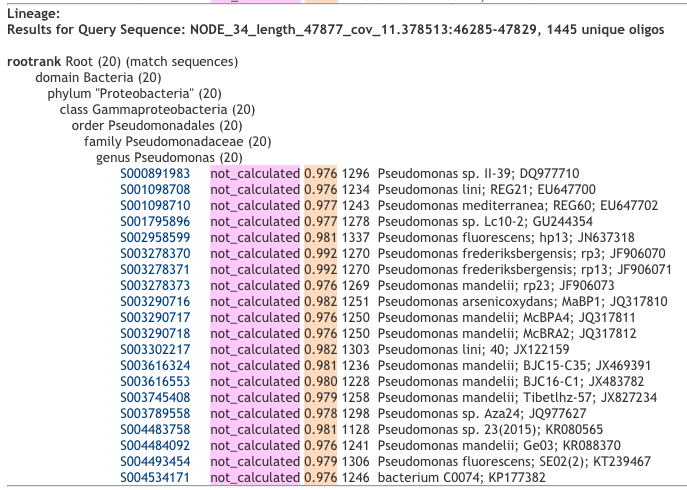 Lineage:
Results for Query Sequence: NODE_34_length_47877_cov_11.378513:46285-47829, 1445 unique oligos
rootrank Root (20) (match sequences)
domain Bacteria (20)
phylum "Proteobacteria" (20)
class Gammaproteobacteria (20)
order Pseudomonadales (20)
family Pseudomonadaceae (20)
genus Pseudomonas (20)
S000891983 not_calculated 0.976 1296 Pseudomonas sp. II-39; DQ977710
S001098708 not_calculated 0.976 1234 Pseudomonas lini; REG21; EU647700
S001098710 not_calculated 0.977 1243 Pseudomonas mediterranea; REG60; EU647702
S001795896 not_calculated 0.977 1278 Pseudomonas sp. Lc10-2; GU244354
S002958599 not_calculated 0.981 1337 Pseudomonas fluorescens; hp13; JN637318
S003278370 not_calculated 0.992 1270 Pseudomonas frederiksbergensis; rp3; JF906070
S003278371 not_calculated 0.992 1270 Pseudomonas frederiksbergensis; rp13; JF906071
S003278373 not_calculated 0.976 1269 Pseudomonas mandelii; rp23; JF906073
S003290716 not_calculated 0.982 1251 Pseudomonas arsenicoxydans; MaBP1; JQ317810
S003290717 not_calculated 0.976 1250 Pseudomonas mandelii; McBPA4; JQ317811
S003290718 not_calculated 0.976 1250 Pseudomonas mandelii; McBRA2; JQ317812
S003302217 not_calculated 0.982 1303 Pseudomonas lini; 40; JX122159
S003616324 not_calculated 0.981 1236 Pseudomonas mandelii; BJC15-C35; JX469391
S003616553 not_calculated 0.980 1228 Pseudomonas mandelii; BJC16-C1; JX483782
S003745408 not_calculated 0.979 1258 Pseudomonas mandelii; Tibetlhz-57; JX827234
S003789558 not_calculated 0.978 1298 Pseudomonas sp. Aza24; JQ977627
S004483758 not_calculated 0.981 1128 Pseudomonas sp. 23(2015); KR080565
S004484092 not_calculated 0.976 1241 Pseudomonas mandelii; Ge03; KR088370
S004493454 not_calculated 0.979 1306 Pseudomonas fluorescens; SE02(2); KT239467
S004534171 not_calculated 0.976 1246 bacterium C0074; KP177382